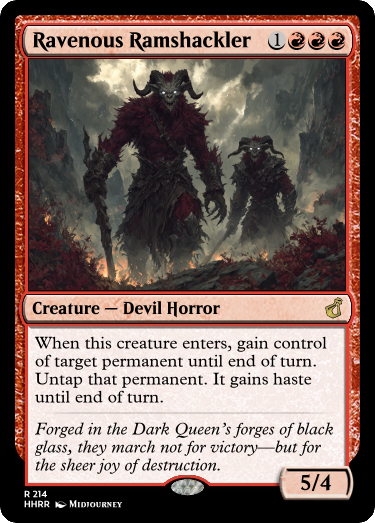 Ravenous Ramshackler 1
Creature — Devil Horror
When this creature enters, gain control
of target permanent until end of turn.
Untap that permanent. It gains haste
until end of turn.
Forged in the Dark Queen's forges of black
glass, they march not for victory—but for
the sheer joy of destruction.
5/4
R 214
HHRR Midjourney